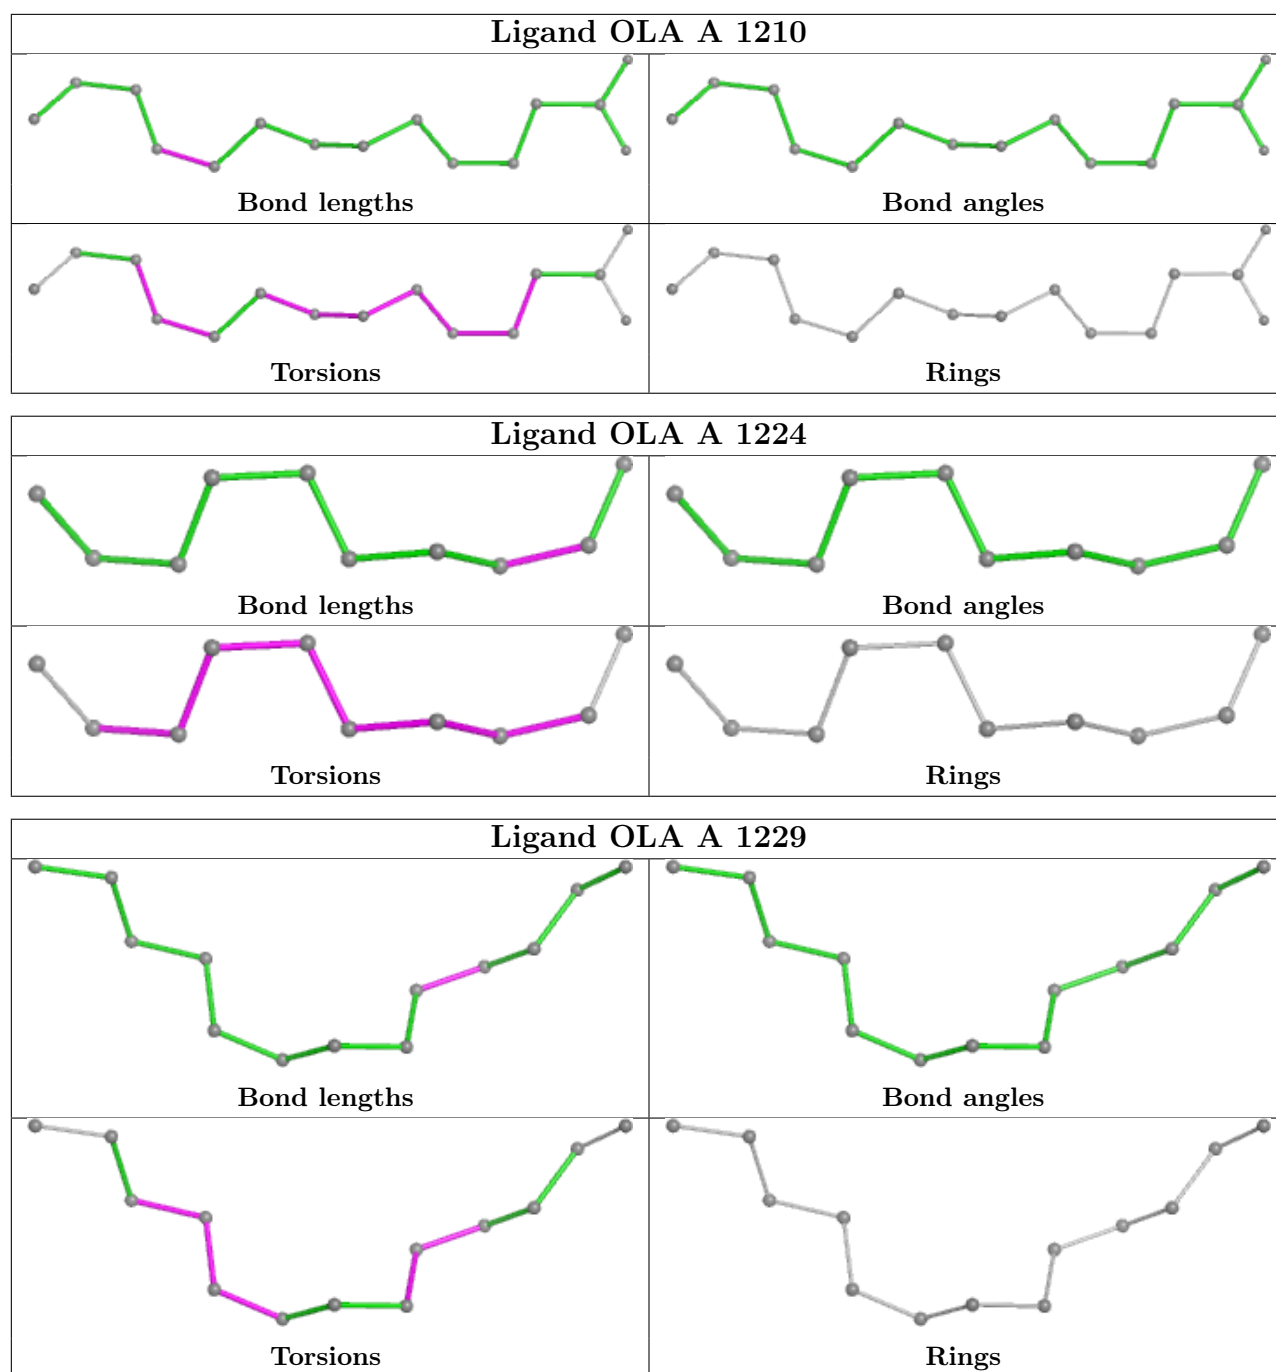 Ligand OLA A 1210
Bond lengths
Bond angles
Torsions
Rings
Ligand OLA A 1224
Bond lengths
Bond angles
Torsions
Rings
Ligand OLA A 1229
Bond lengths
Bond angles
Torsions
Rings